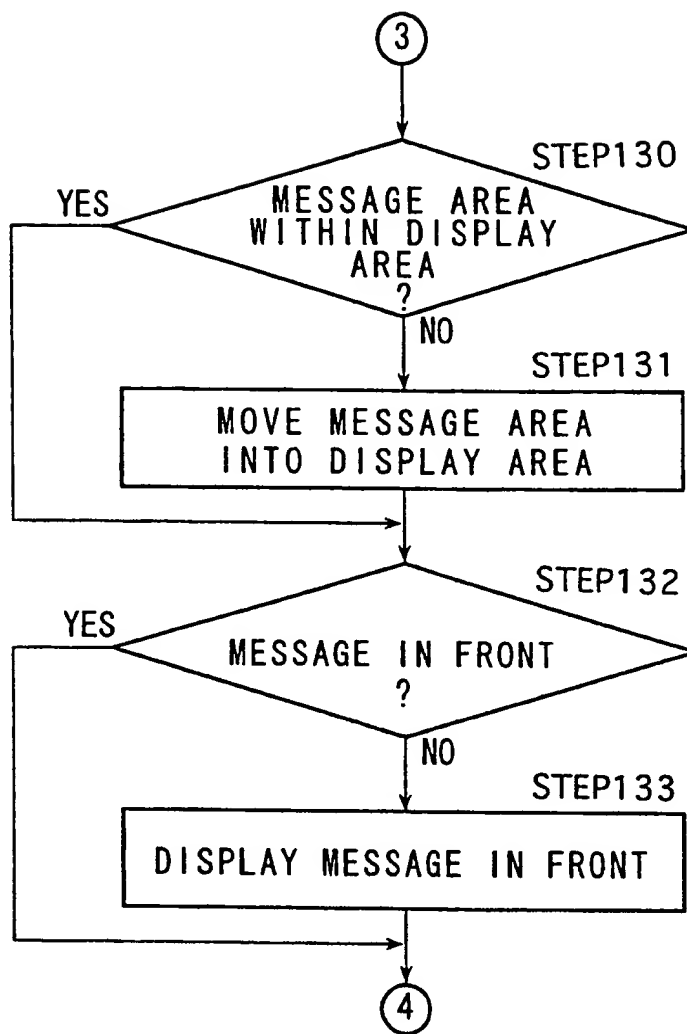 3
STEP130
YES
MESSAGE AREA
WITHIN DISPLAY
AREA
?
NO
STEP131
MOVE MESSAGE AREA
INTO DISPLAY AREA
STEP132
YES
MESSAGE IN FRONT
?
NO
STEP133
DISPLAY MESSAGE IN FRONT
4